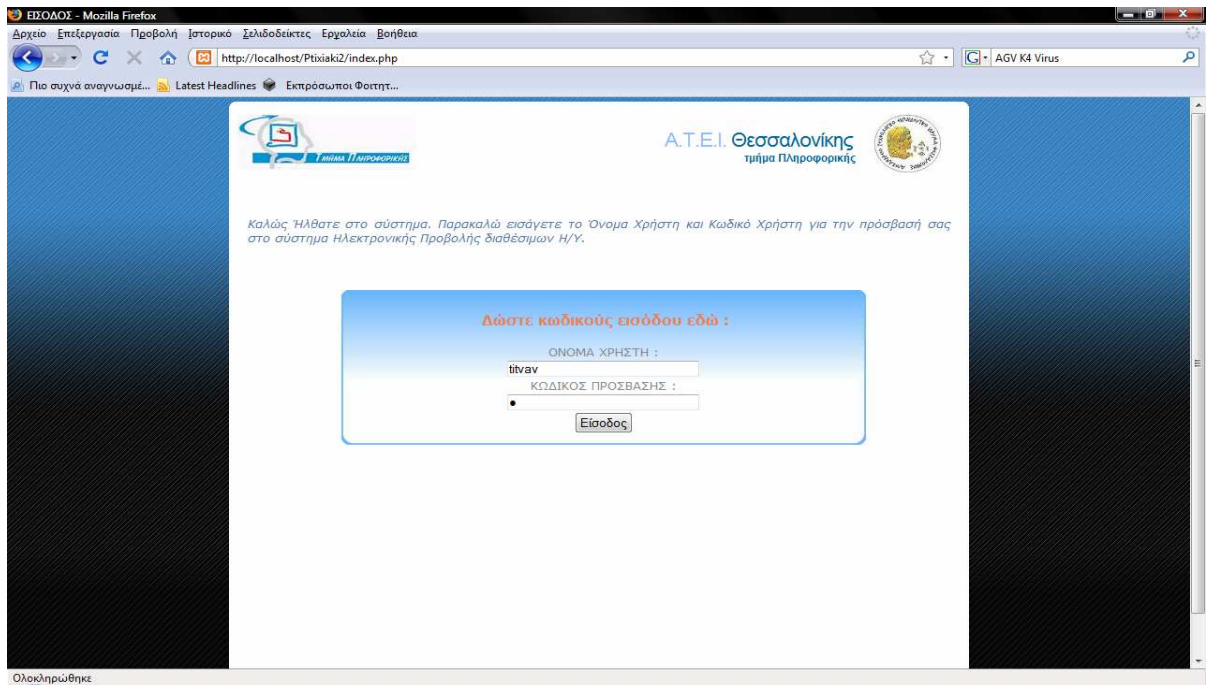 ΕΙΣΟΔΟΣ - Mozilla Firefox
Αρχείο Επεξεργασία Προβολή Ιστορικό Σελιδοδείκτες Εργαλεία Βοήθεια
http://localhost/Ptixiaki2/index.php
G AGV K4 Virus
Πιο συχνά αναγνωσμέ... Latest Headlines Εκπρόσωποι Φοιτητ...
ΤΜΗΜΑ ΠΛΗΡΟΦΟΡΙΚΗΣ
Α.Τ.Ε.Ι. Θεσσαλονίκης
τμήμα Πληροφορικής
Καλώς Ήλθατε στο σύστημα. Παρακαλώ εισάγετε το Όνομα Χρήστη και Κωδικό Χρήστη για την πρόσβασή σας
στο σύστημα Ηλεκτρονικής Προβολής διαθέσιμων Η/Υ.
Δώστε κωδικούς εισόδου εδώ :
ΟΝΟΜΑ ΧΡΗΣΤΗ :
titvav
ΚΩΔΙΚΟΣ ΠΡΟΣΒΑΣΗΣ :
●
Είσοδος
Ολοκληρώθηκε